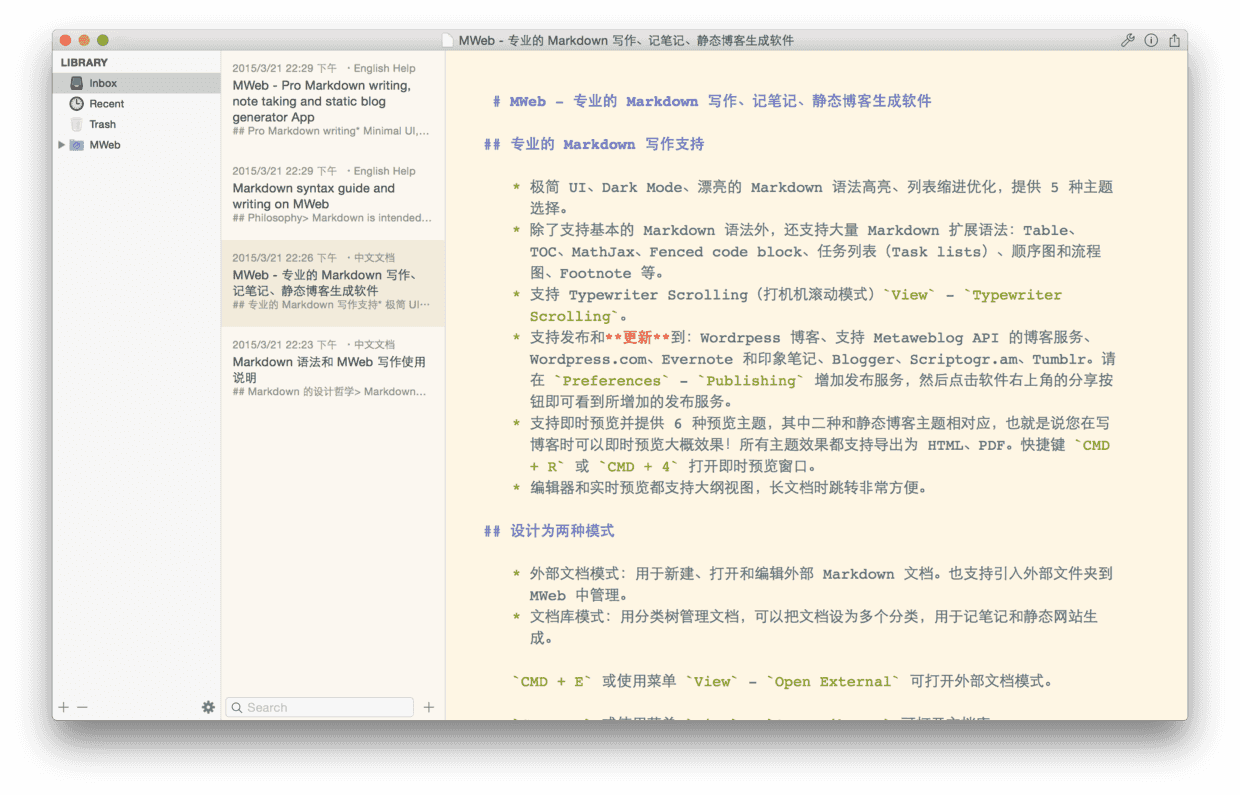 MWeb - 专业的 Markdown 写作、记笔记、静态博客生成软件
LIBRARY
Inbox
Recent
Trash
MWeb
2015/3/21 22:29 下午 · English Help
MWeb - Pro Markdown writing,
note taking and static blog
generator App
## Pro Markdown writing* Minimal UI,...
2015/3/21 22:29 下午 · English Help
Markdown syntax guide and
writing on MWeb
## Philosophy> Markdown is intended...
2015/3/21 22:26 下午 · 中文文档
MWeb - 专业的 Markdown 写作、
记笔记、静态博客生成软件
## 专业的 Markdown 写作支持* 极简 UI...
2015/3/21 22:23 下午 · 中文文档
Markdown 语法和 MWeb 写作使用
说明
## Markdown 的设计哲学> Markdown...
Search
# MWeb - 专业的 Markdown 写作、记笔记、静态博客生成软件
## 专业的 Markdown 写作支持
* 极简 UI、Dark Mode、漂亮的 Markdown 语法高亮、列表缩进优化，提供 5 种主题
选择。
* 除了支持基本的 Markdown 语法外，还支持大量 Markdown 扩展语法：Table、
TOC、MathJax、Fenced code block、任务列表（Task lists）、顺序图和流程
图、Footnote 等。
* 支持 Typewriter Scrolling（打机机滚动模式）`View` - `Typewriter
Scrolling`。
* 支持发布和**更新**到：Wordrpess 博客、支持 Metaweblog API 的博客服务、
Wordpress.com、Evernote 和印象笔记、Blogger、Scriptogr.am、Tumblr。请
在 `Preferences` - `Publishing` 增加发布服务，然后点击软件右上角的分享按
钮即可看到所增加的发布服务。
* 支持即时预览并提供 6 种预览主题，其中二种和静态博客主题相对应，也就是说您在写
博客时可以即时预览大概效果！所有主题效果都支持导出为 HTML、PDF。快捷键 `CMD
+ R` 或 `CMD + 4` 打开即时预览窗口。
* 编辑器和实时预览都支持大纲视图，长文档时跳转非常方便。
## 设计为两种模式
* 外部文档模式：用于新建、打开和编辑外部 Markdown 文档。也支持引入外部文件夹到
MWeb 中管理。
* 文档库模式：用分类树管理文档，可以把文档设为多个分类，用于记笔记和静态网站生
成。
`CMD + E` 或使用菜单 `View` - `Open External` 可打开外部文档模式。